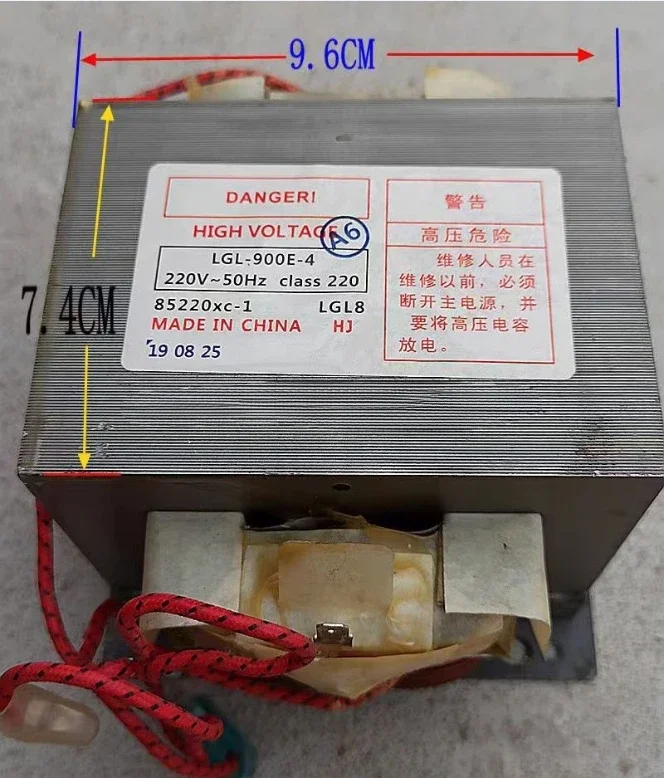 9.6CM
7.4CM
DANGER!
HIGH VOLTAGE
A6
LGL-900E-4
220V~50Hz class 220
85220xc-1 LGL8
MADE IN CHINA HJ
19 08 25
警告
高压危险
维修人员在
维修以前，必须
断开主电源，并
要将高压电容
放电。